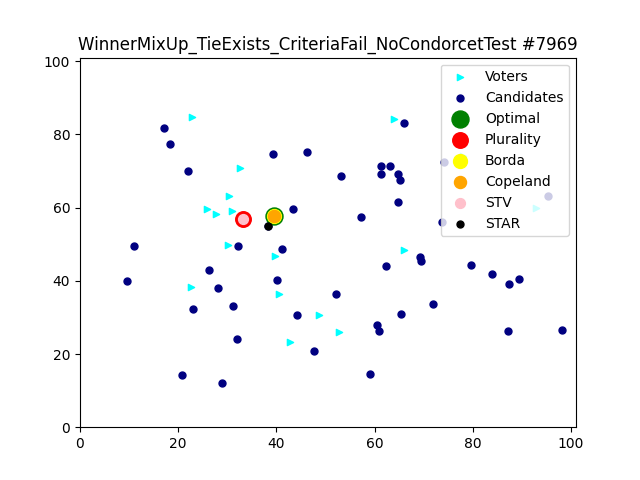 WinnerMixUp_TieExists_CriteriaFail_NoCondorcetTest #7969
Voters
Candidates
Optimal
Plurality
Borda
Copeland
STV
STAR
100
80
60
40
20
0
0 20 40 60 80 100